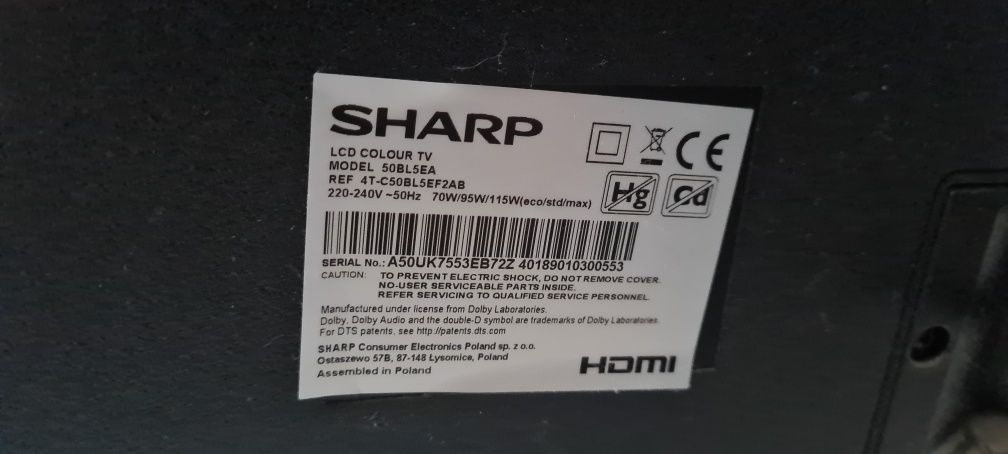 SHARP
LCD COLOUR TV
MODEL 50BL5EA
REF 4T-C50BL5EF2AB
220-240V ~50Hz 70W/95W/115W(eco/std/max)
CE
Hg
Cd
SERIAL No.: A50UK7553EB72Z 40189010300553
CAUTION: TO PREVENT ELECTRIC SHOCK, DO NOT REMOVE COVER.
NO-USER SERVICEABLE PARTS INSIDE.
REFER SERVICING TO QUALIFIED SERVICE PERSONNEL.
Manufactured under license from Dolby Laboratories.
Dolby, Dolby Audio and the double-D symbol are trademarks of Dolby Laboratories.
For DTS patents, see http://patents.dts.com
SHARP Consumer Electronics Poland sp. z o.o.
Ostaszewo 57B, 87-148 Łysomice, Poland
Assembled in Poland
HDMI